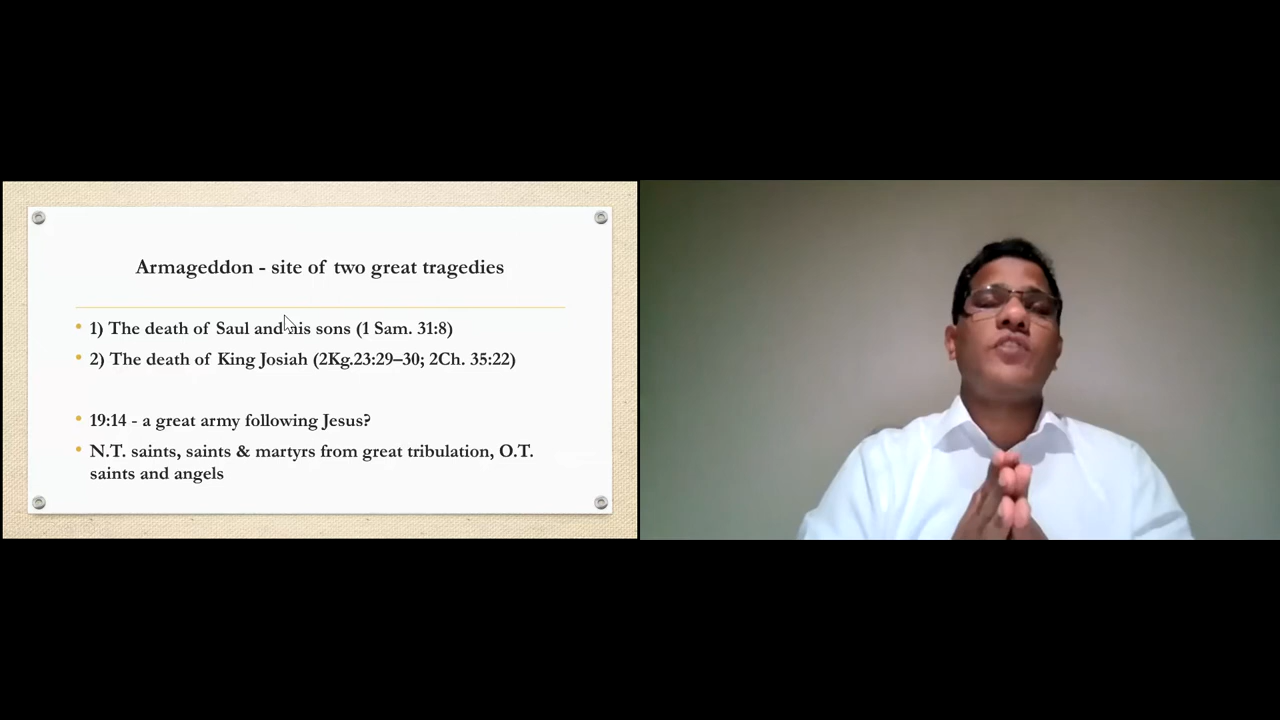 Armageddon - site of two great tragedies
• 1) The death of Saul and his sons (1 Sam. 31:8)
• 2) The death of King Josiah (2Kg.23:29–30; 2Ch. 35:22)
• 19:14 - a great army following Jesus?
• N.T. saints, saints & martyrs from great tribulation, O.T.
saints and angels